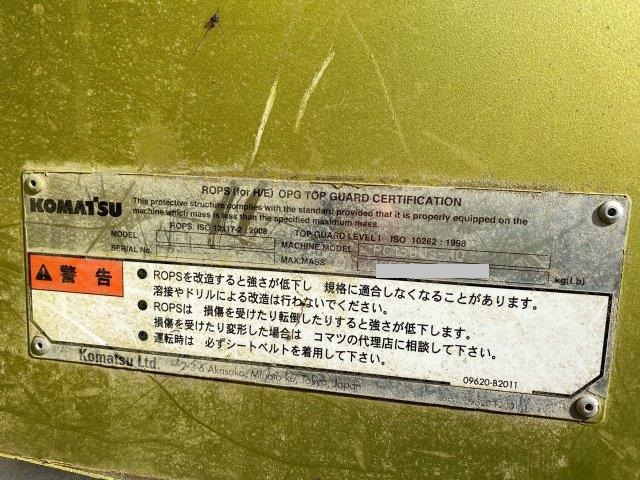 ROPS (for H/E) OPG TOP GUARD CERTIFICATION
KOMATSU
This protective structure complies with the standard provided that it is properly equipped on the
machine which mass is less than the specified maximum mass.
ROPS ISO 12117-2 : 2008 TOP GUARD LEVEL I ISO 10262 : 1998
MODEL MACHINE MODEL
SERIAL No. MAX.MASS kg(Lb)
警告
● ROPSを改造すると強さが低下し 規格に適合しなくなることがあります。
溶接やドリルによる改造は行わないでください。
● ROPSは 損傷を受けたり転倒したりすると強さが低下します。
損傷を受けたり変形した場合は コマツの代理店に相談して下さい。
● 運転時は 必ずシートベルトを着用して下さい。
Komatsu Ltd. 2-3-6 Akasaka, Minato-ku, Tokyo, Japan
09620-B2011